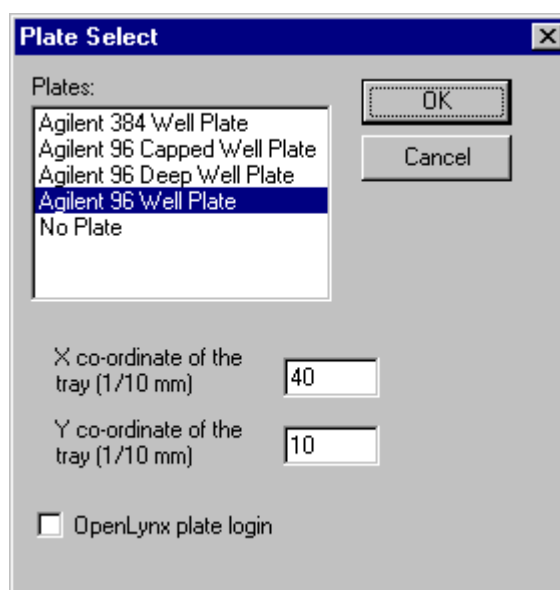 Plate Select
Plates:
Agilent 384 Well Plate
Agilent 96 Capped Well Plate
Agilent 96 Deep Well Plate
Agilent 96 Well Plate
No Plate
OK
Cancel
X co-ordinate of the
tray (1/10 mm)
40
Y co-ordinate of the
tray (1/10 mm)
10
OpenLynx plate login